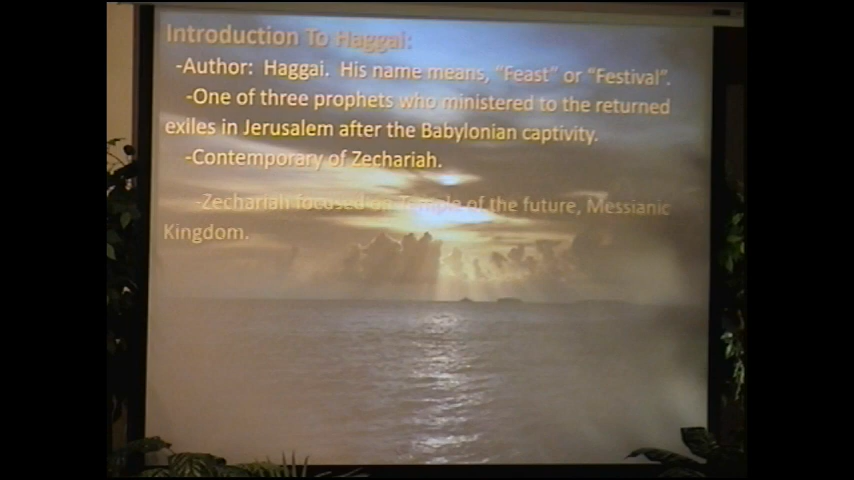 Introduction To Haggai:
-Author: Haggai. His name means, “Feast” or “Festival”.
-One of three prophets who ministered to the returned
exiles in Jerusalem after the Babylonian captivity.
-Contemporary of Zechariah.
-Zechariah focused on Temple of the future, Messianic
Kingdom.